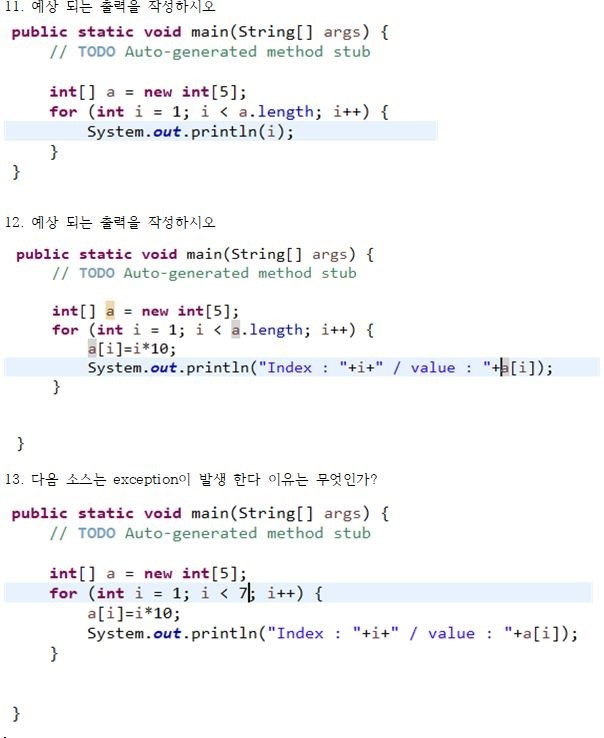 11. 예상 되는 출력을 작성하시오
public static void main(String[] args) {
// TODO Auto-generated method stub
int[] a = new int[5];
for (int i = 1; i < a.length; i++) {
System.out.println(i);
}
}
12. 예상 되는 출력을 작성하시오
public static void main(String[] args) {
// TODO Auto-generated method stub
int[] a = new int[5];
for (int i = 1; i < a.length; i++) {
a[i]=i*10;
System.out.println("Index : "+i+" / value : "+a[i]);
}
}
13. 다음 소스는 exception이 발생 한다 이유는 무엇인가?
public static void main(String[] args) {
// TODO Auto-generated method stub
int[] a = new int[5];
for (int i = 1; i < 7; i++) {
a[i]=i*10;
System.out.println("Index : "+i+" / value : "+a[i]);
}
}